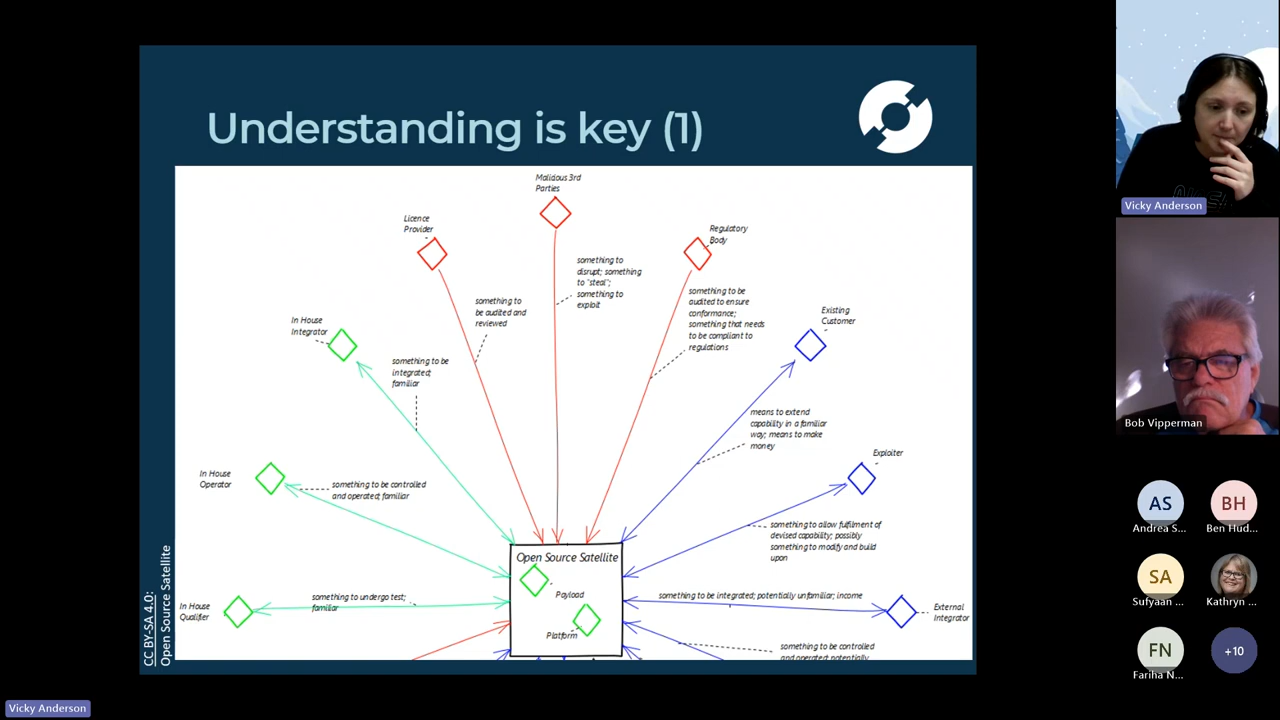 Understanding is key (1)
Malicious 3rd
Parties
Licence
Provider
Regulatory
Body
something to
disrupt; something
to "steal";
something to
exploit
something to
be audited and
reviewed
something to be
audited to ensure
conformance;
something that needs
to be compliant to
regulations
In House
Integrator
Existing
Customer
something to be
integrated;
familiar
means to extend
capability in a familiar
way; means to make
money
Exploiter
In House
Operator
something to be controlled
and operated; familiar
something to allow fulfilment of
devised capability; possibly
something to modify and build
upon
Open Source Satellite
Payload
Platform
In House
Qualifier
something to undergo test;
familiar
something to be integrated; potentially unfamiliar; income
External
Integrator
something to be controlled
and operated; potentially
CC BY-SA 4.0:
Open Source Satellite
Vicky Anderson
Vicky Anderson
Bob Vipperman
AS
Andrea S...
BH
Ben Hud...
SA
Sufyaan ...
Kathryn ...
FN
Fariha N...
+10